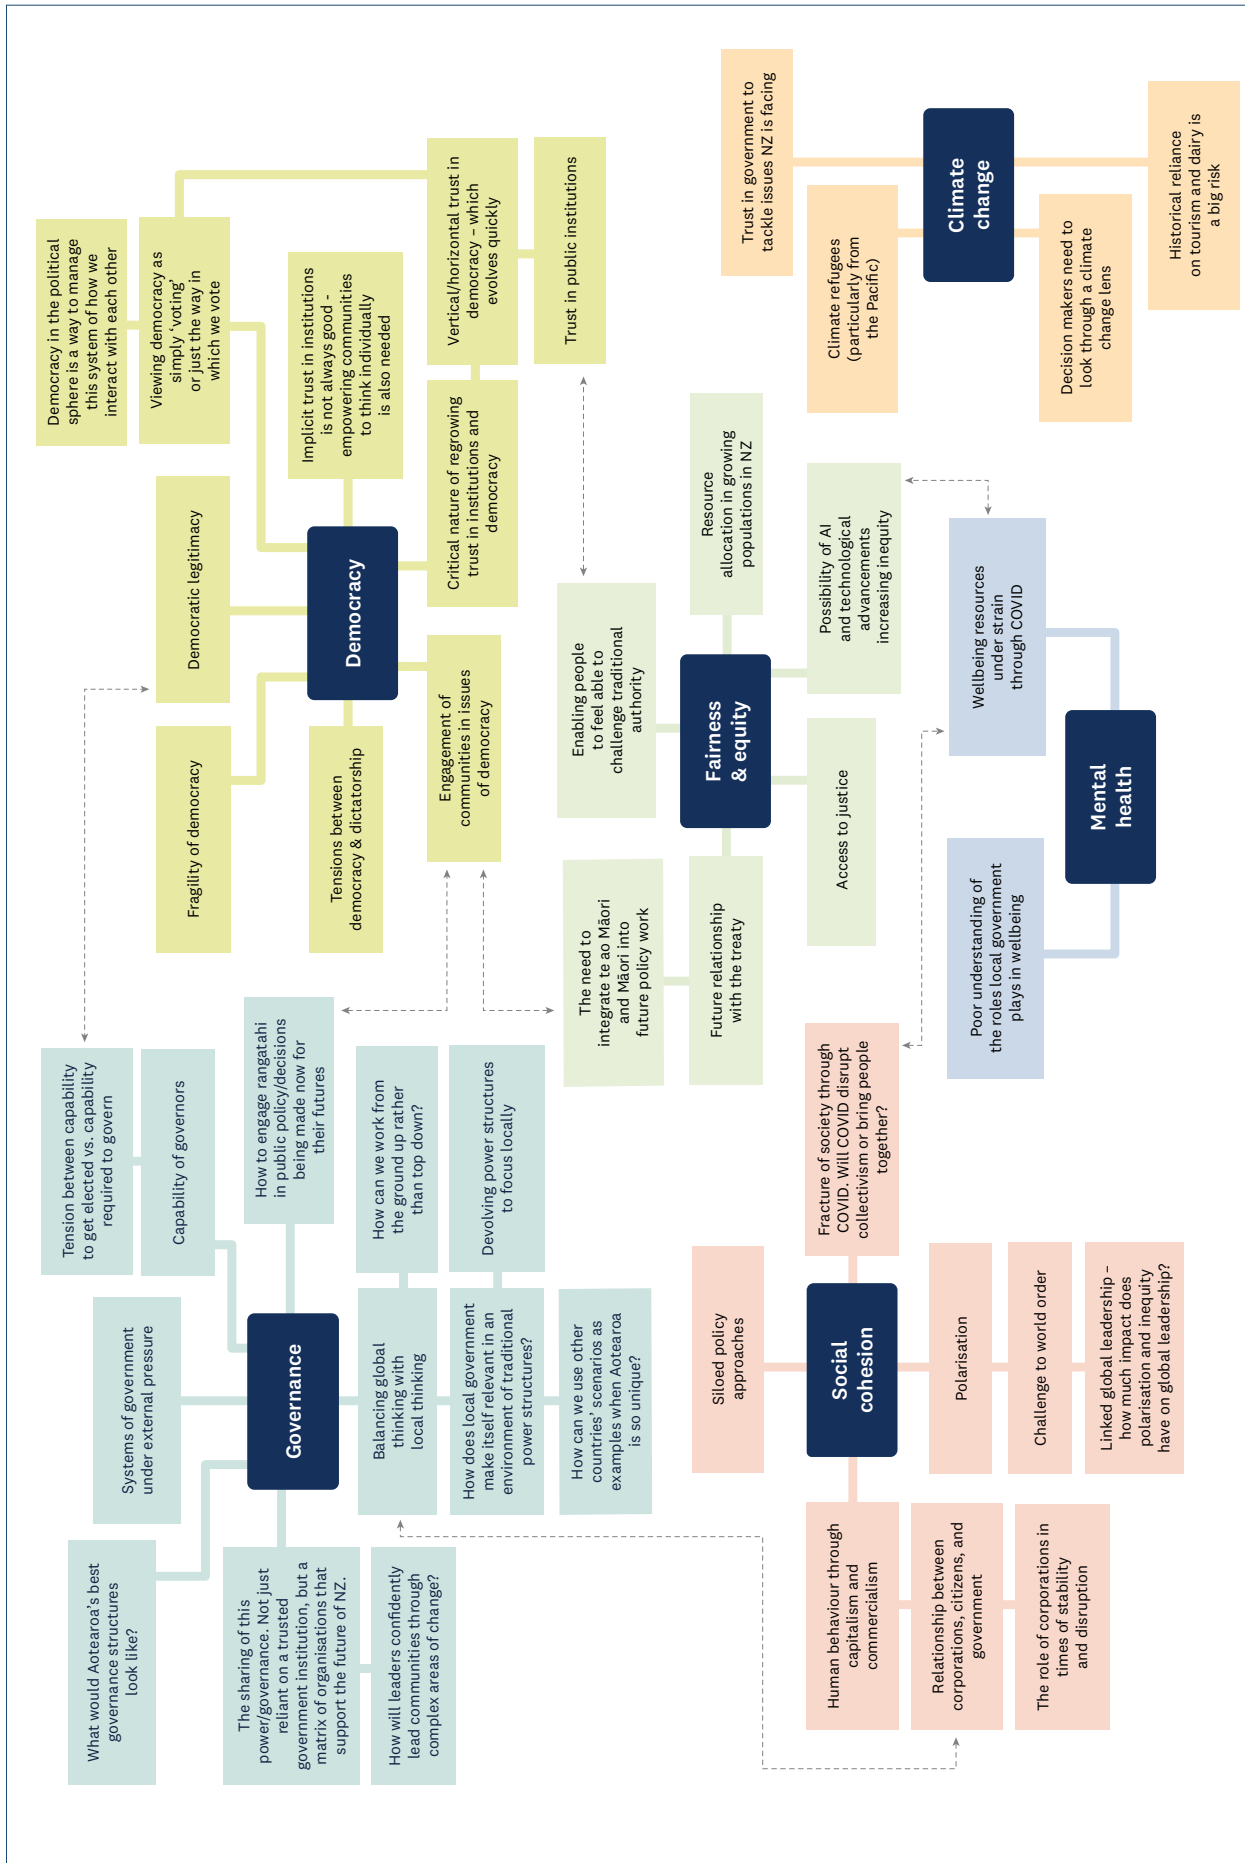 What would Aotearoa’s best
governance structures
look like?
Systems of government
under external pressure
Tension between capability
to get elected vs. capability
required to govern
Capability of governors
The sharing of this
power/governance. Not just
reliant on a trusted
government institution, but a
matrix of organisations that
support the future of NZ.
How will leaders confidently
lead communities through
complex areas of change?
Governance
How to engage rangatahi
in public policy/decisions
being made now for
their futures
Balancing global
thinking with
local thinking
How can we work from
the ground up rather
than top down?
How does local government
make itself relevant in an
environment of traditional
power structures?
Devolving power structures
to focus locally
How can we use other
countries’ scenarios as
examples when Aotearoa
is so unique?
Fragility of democracy
Democratic legitimacy
Democracy in the political
sphere is a way to manage
this system of how we
interact with each other
Viewing democracy as
simply ‘voting’
or just the way in
which we vote
Tensions between
democracy & dictatorship
Democracy
Implicit trust in institutions
is not always good -
empowering communities
to think individually
is also needed
Engagement of
communities in issues
of democracy
Critical nature of regrowing
trust in institutions and
democracy
Vertical/horizontal trust in
democracy – which
evolves quickly
Trust in public institutions
Siloed policy
approaches
Human behaviour through
capitalism and
commercialism
Relationship between
corporations, citizens, and
government
The role of corporations in
times of stability
and disruption
Social
cohesion
Fracture of society through
COVID. Will COVID disrupt
collectivism or bring people
together?
Polarisation
Challenge to world order
Linked global leadership –
how much impact does
polarisation and inequity
have on global leadership?
The need to
integrate te ao Māori
and Māori into
future policy work
Future relationship
with the treaty
Enabling people
to feel able to
challenge traditional
authority
Fairness
& equity
Resource
allocation in growing
populations in NZ
Access to justice
Possibility of AI
and technological
advancements
increasing inequity
Poor understanding of
the roles local government
plays in wellbeing
Wellbeing resources
under strain
through COVID
Mental
health
Trust in government to
tackle issues NZ is facing
Climate refugees
(particularly from
the Pacific)
Climate
change
Decision makers need to
look through a climate
change lens
Historical reliance
on tourism and dairy is
a big risk